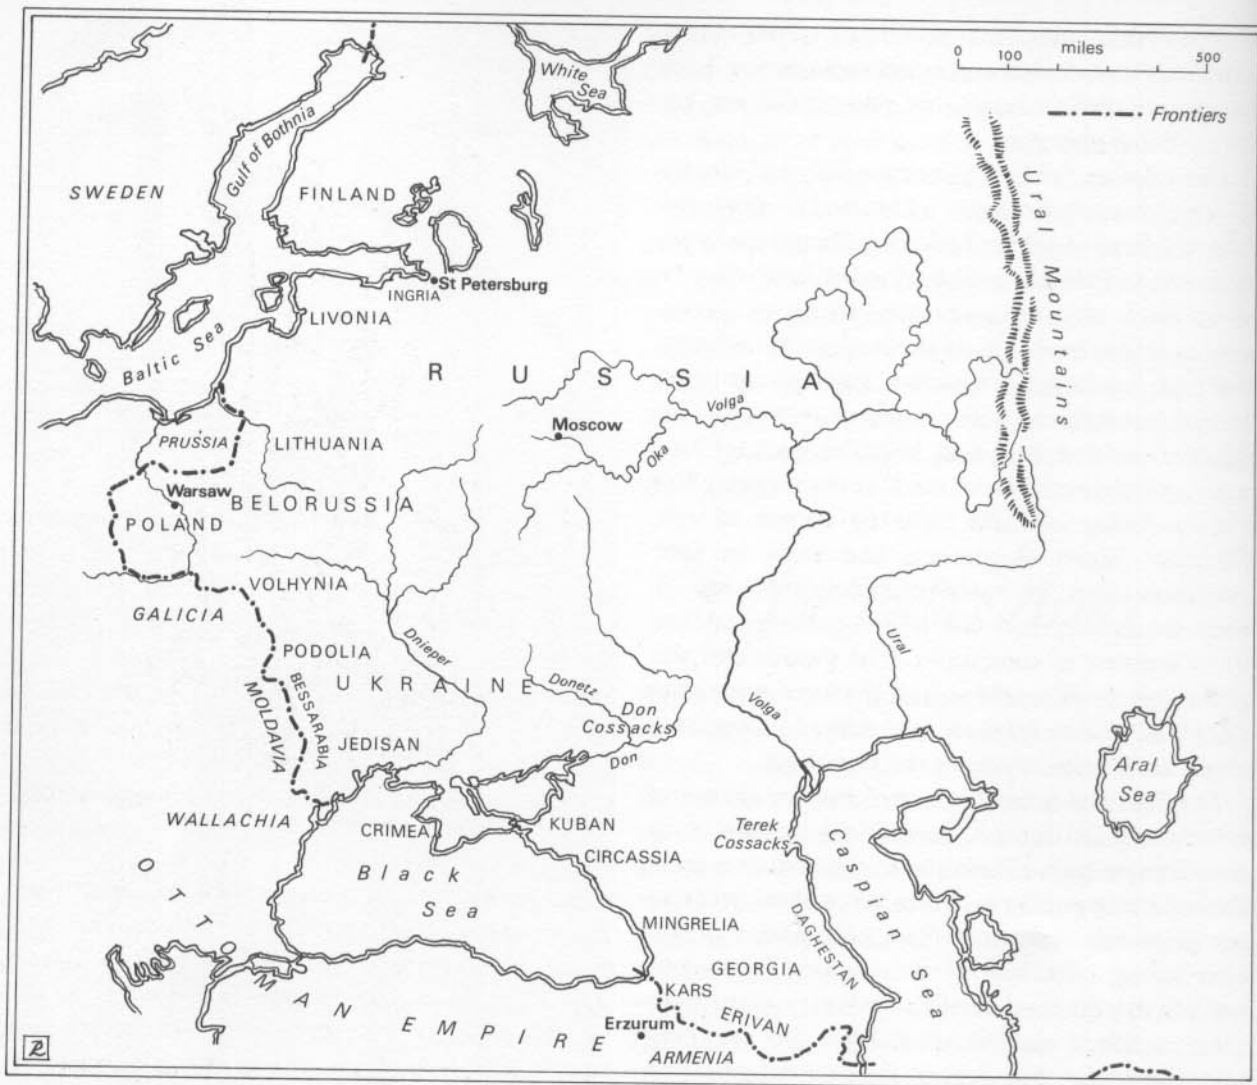 0 100 miles 500
Frontiers
White
Sea
Gulf of Bothnia
SWEDEN
FINLAND
Ural Mountains
St Petersburg
INGRIA
LIVONIA
Baltic Sea
RUSSIA
Volga
Moscow
Oka
PRUSSIA
LITHUANIA
Warsaw
BELORUSSIA
POLAND
VOLHYNIA
GALICIA
Dnieper
Ural
PODOLIA
UKRAINE
Donetz
BESSARABIA
MOLDAVIA
Don
Cossacks
Volga
JEDISAN
Don
Aral
Sea
WALLACHIA
CRIMEA
KUBAN
Terek
Cossacks
CIRCASSIA
Caspian Sea
Black
Sea
MINGRELIA
DAGHESTAN
GEORGIA
KARS
OTTOMAN EMPIRE
ERIVAN
Erzurum
ARMENIA